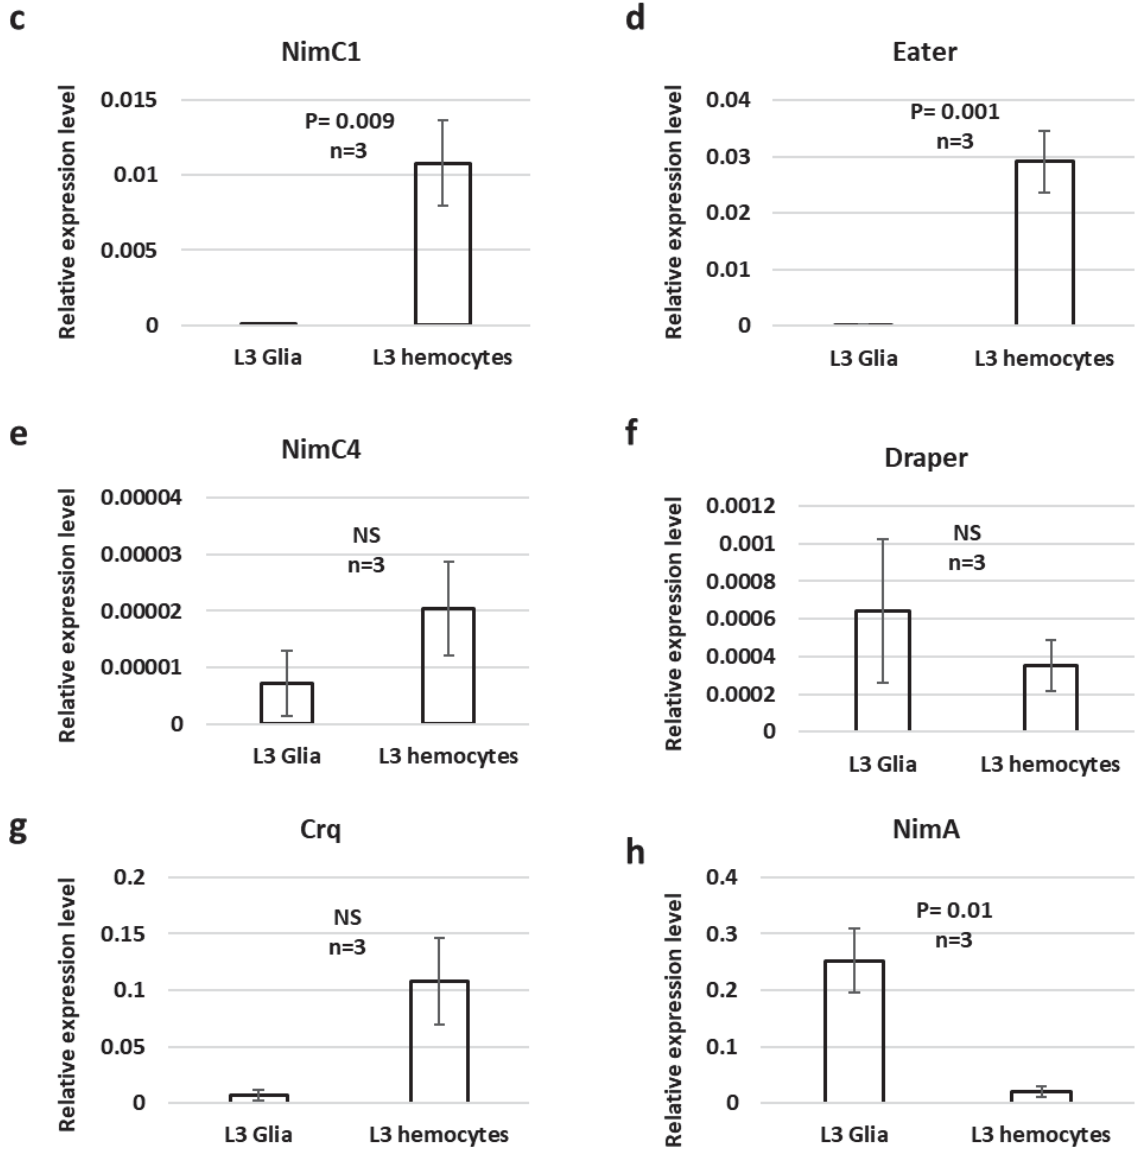 c
NimC1
Relative expression level
0.015
0.01
0.005
0
P= 0.009
n=3
L3 Glia
L3 hemocytes
d
Eater
Relative expression level
0.04
0.03
0.02
0.01
0
P= 0.001
n=3
L3 Glia
L3 hemocytes
e
NimC4
Relative expression level
0.00004
0.00003
0.00002
0.00001
0
NS
n=3
L3 Glia
L3 hemocytes
f
Draper
Relative expression level
0.0012
0.001
0.0008
0.0006
0.0004
0.0002
0
NS
n=3
L3 Glia
L3 hemocytes
g
Crq
Relative expression level
0.2
0.15
0.1
0.05
0
NS
n=3
L3 Glia
L3 hemocytes
h
NimA
Relative expression level
0.4
0.3
0.2
0.1
0
P= 0.01
n=3
L3 Glia
L3 hemocytes